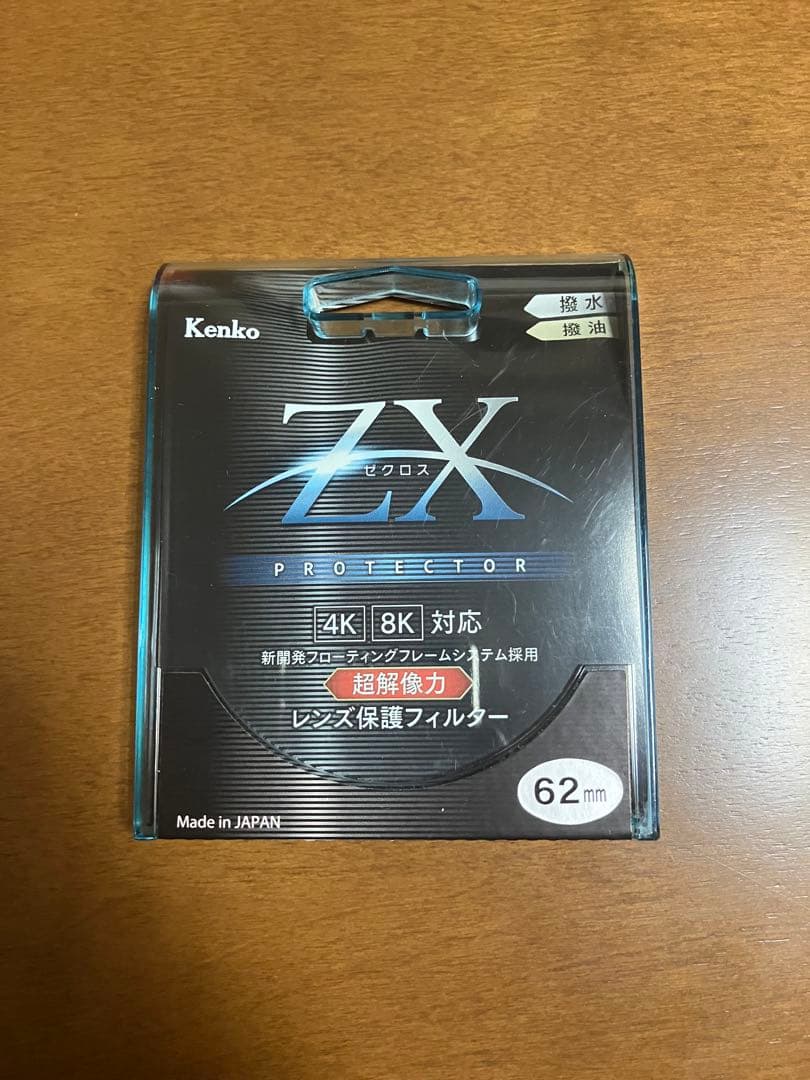 Kenko
撥水
撥油
ZX
ゼクロス
PROTECTOR
4K 8K 対応
新開発フローティングフレームシステム採用
超解像力
レンズ保護フィルター
62mm
Made in JAPAN